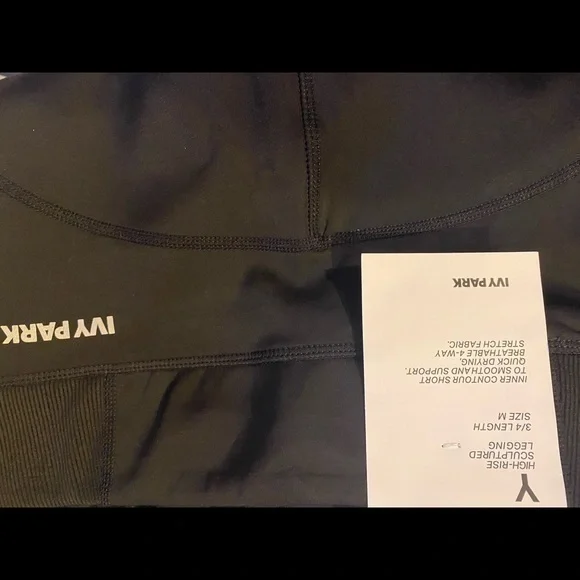 Y
HIGH-RISE
SCULPTURED
LEGGING
3/4 LENGTH
SIZE M
INNER CONTOUR SHORT
TO SMOOTH AND SUPPORT.
QUICK DRYING,
BREATHABLE 4-WAY
STRETCH FABRIC.
IVY PARK
IVY PARK